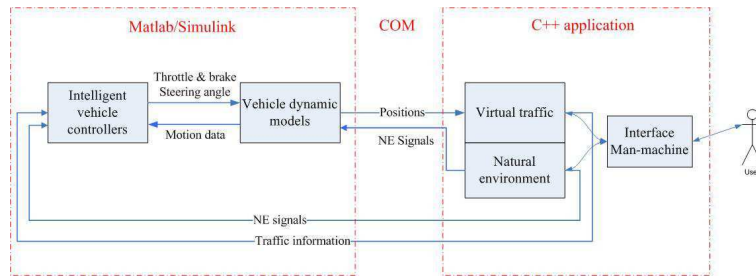 Matlab/Simulink
COM
C++ application
Throttle & brake
Steering angle
Intelligent
vehicle
controllers
Vehicle dynamic
models
Motion data
Positions
NE Signals
Virtual traffic
Natural
environment
Interface
Man-machine
User
NE signals
Traffic information